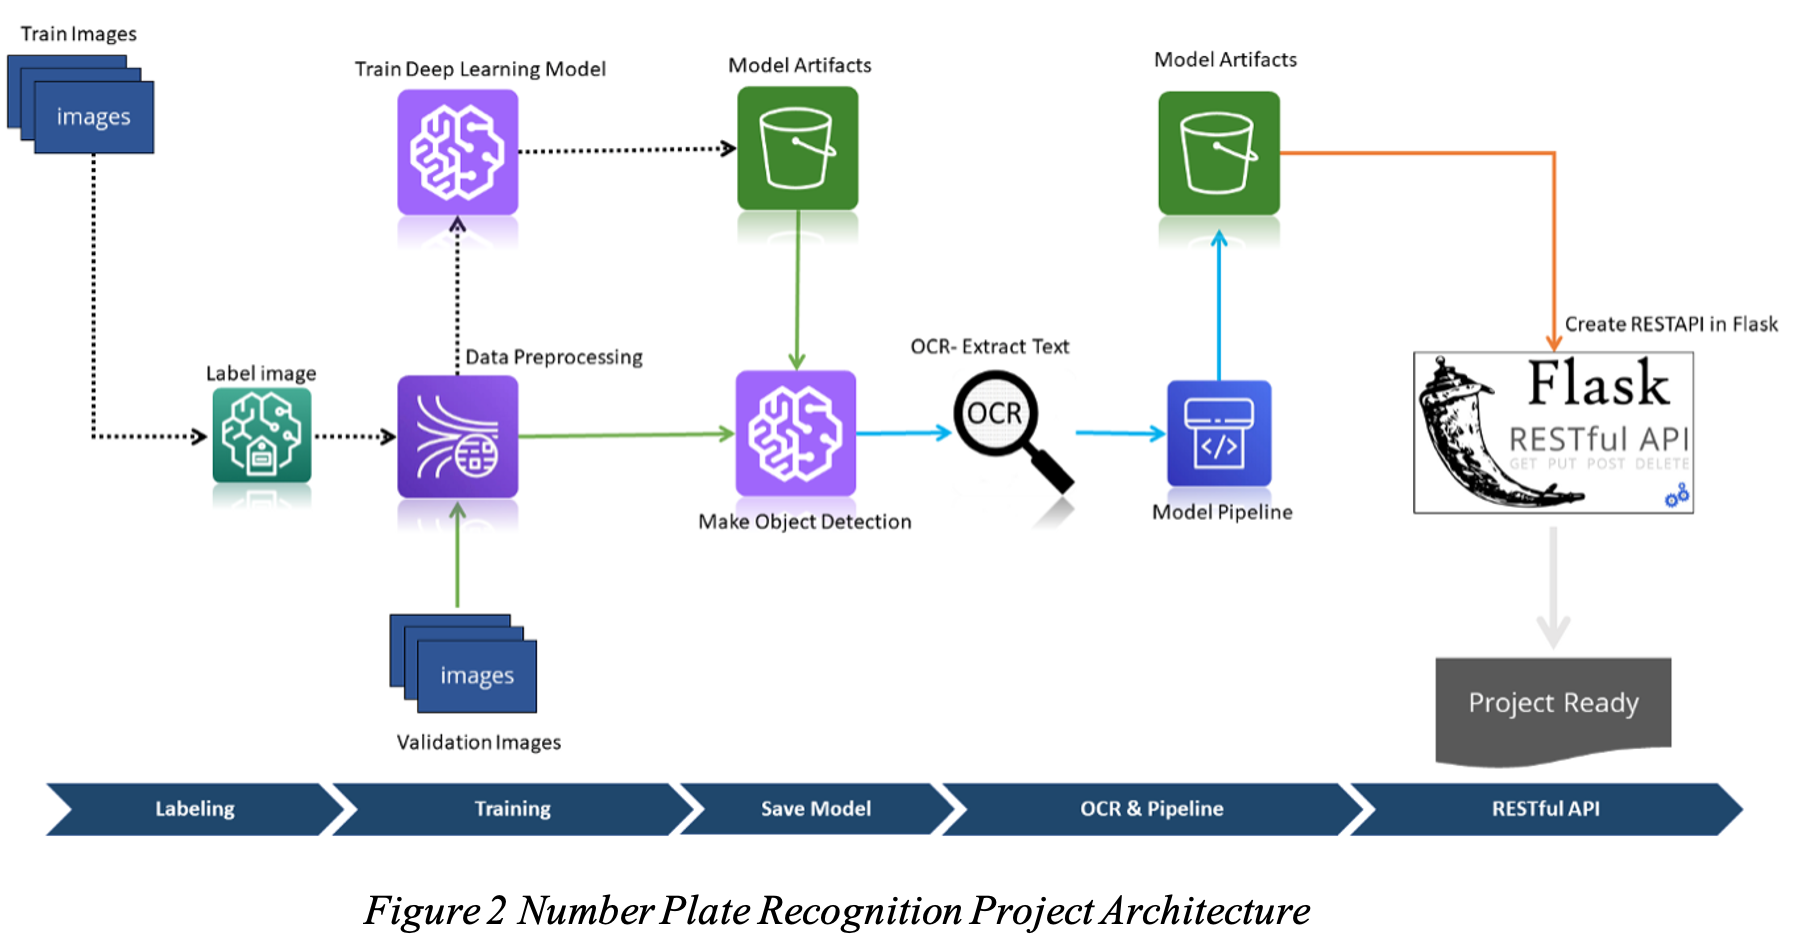 Train Images
images
Train Deep Learning Model
Model Artifacts
Model Artifacts
Label image
Data Preprocessing
OCR- Extract Text
OCR
Create RESTAPI in Flask
Flask
RESTful API
GET PUT POST DELETE
</>
Make Object Detection
Model Pipeline
images
Validation Images
Project Ready
Labeling
Training
Save Model
OCR & Pipeline
RESTful API
Figure 2 Number Plate Recognition Project Architecture